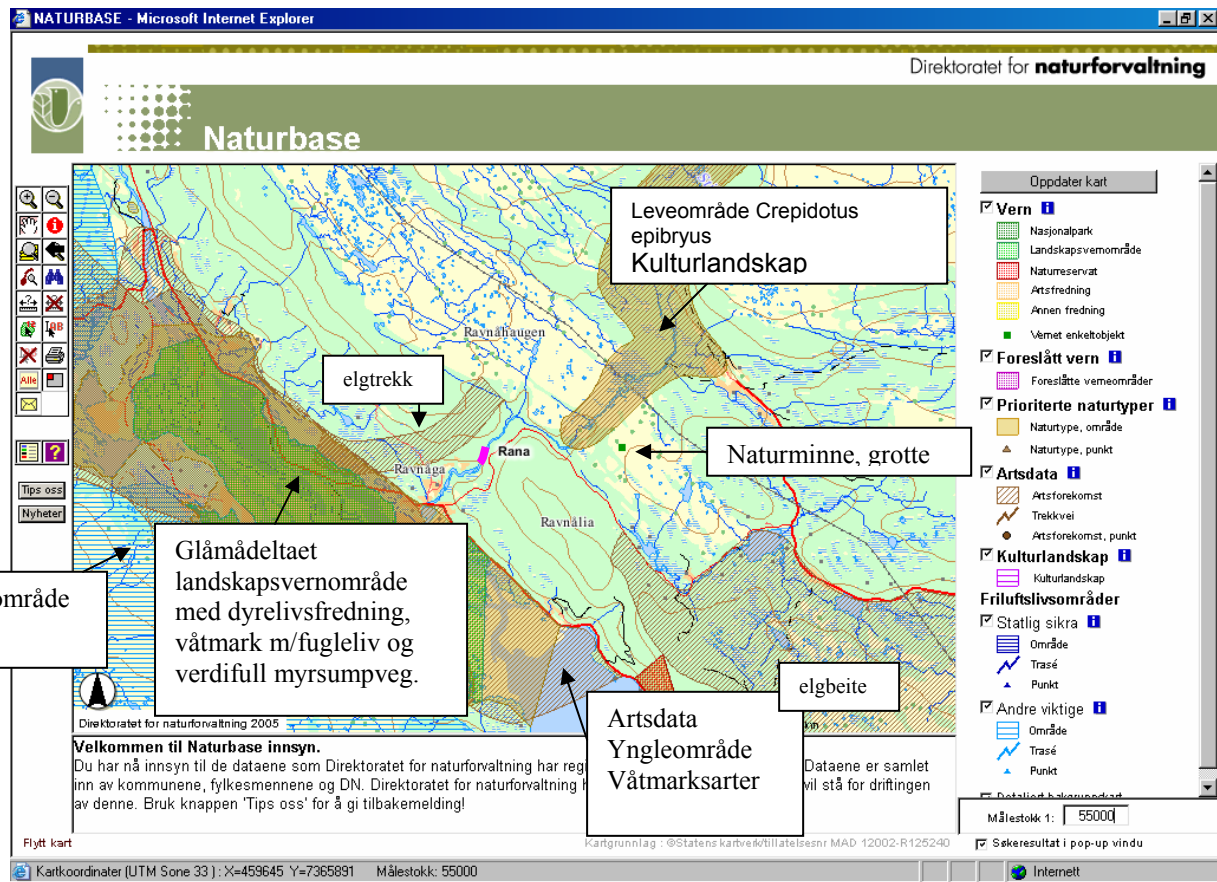 NATURBASE - Microsoft Internet Explorer
Direktoratet for naturforvaltning
Naturbase
Leveområde Crepidotus
epibryus
Kulturlandskap
Ravnåhaugen
elgtrekk
Rana
Ravnåga
Naturminne, grotte
Ravnålia
Glåmådeltaet
landskapsvernområde
med dyrelivsfredning,
våtmark m/fugleliv og
verdifull myrsumpveg.
område
elgbeite
Artsdata
Yngleområde
Våtmarksarter
Direktoratet for naturforvaltning 2005
km
Alle
Tips oss
Nyheter
Oppdater kart
Vern
Nasjonalpark
Landskapsvernområde
Naturreservat
Artsfredning
Annen fredning
Vernet enkeltobjekt
Foreslått vern
Foreslåtte verneområder
Prioriterte naturtyper
Naturtype, område
Naturtype, punkt
Artsdata
Artsforekomst
Trekkvei
Artsforekomst, punkt
Kulturlandskap
Kulturlandskap
Friluftslivsområder
Statlig sikra
Område
Trasé
Punkt
Andre viktige
Område
Trasé
Punkt
Detaljert bakgrunnskart
Målestokk 1: 55000
Søkeresultat i pop-up vindu
Velkommen til Naturbase innsyn.
Du har nå innsyn til de dataene som Direktoratet for naturforvaltning har regi Dataene er samlet
inn av kommunene, fylkesmennene og DN. Direktoratet for naturforvaltning h vil stå for driftingen
av denne. Bruk knappen 'Tips oss' for å gi tilbakemelding!
Flytt kart
Kartgrunnlag : ©Statens kartverk/tillatelsesnr MAD 12002-R125240
Kartkoordinater (UTM Sone 33 ) : X=459645 Y=7365891 Målestokk: 55000
Internett